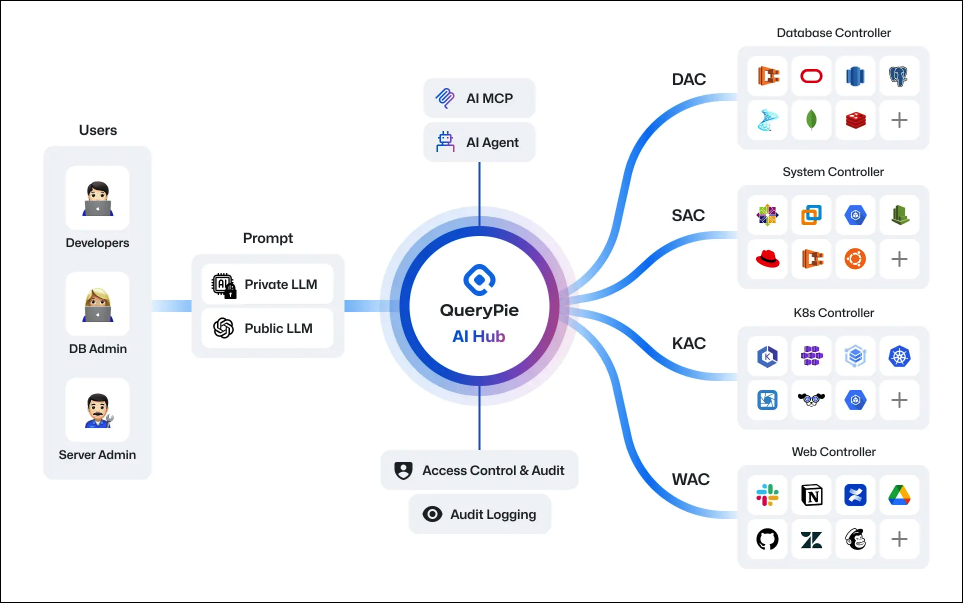 Users
Developers
DB Admin
Server Admin
Prompt
AI
Private LLM
Public LLM
AI MCP
AI Agent
QueryPie
AI Hub
Access Control & Audit
Audit Logging
DAC
SAC
KAC
WAC
Database Controller
System Controller
K8s Controller
K
Web Controller
N